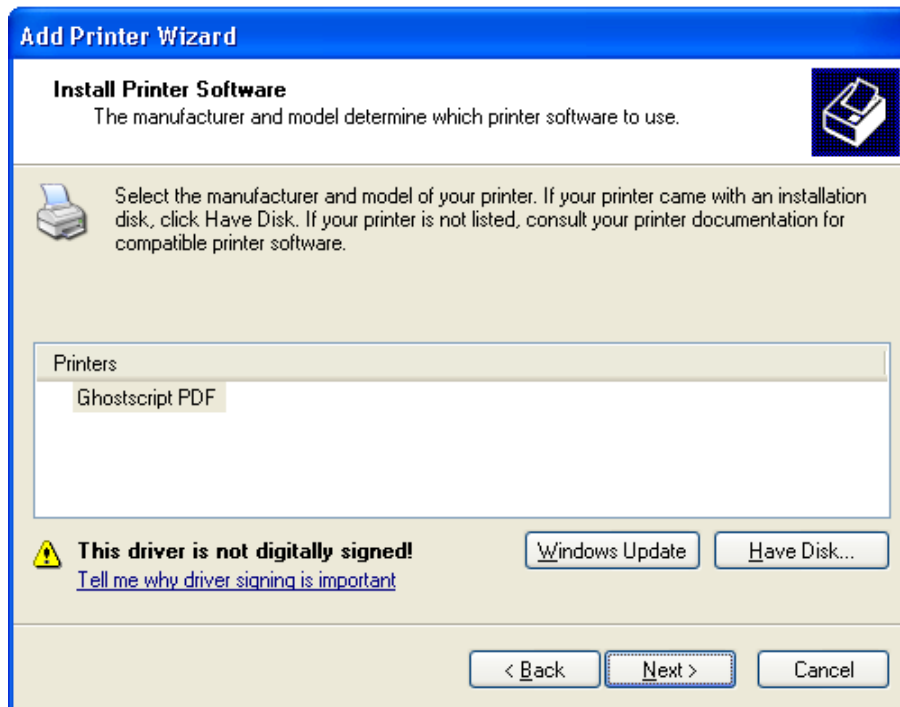 Add Printer Wizard
Install Printer Software
The manufacturer and model determine which printer software to use.
Select the manufacturer and model of your printer. If your printer came with an installation
disk, click Have Disk. If your printer is not listed, consult your printer documentation for
compatible printer software.
Printers
Ghostscript PDF
This driver is not digitally signed!
Windows Update
Have Disk...
Tell me why driver signing is important
< Back
Next >
Cancel